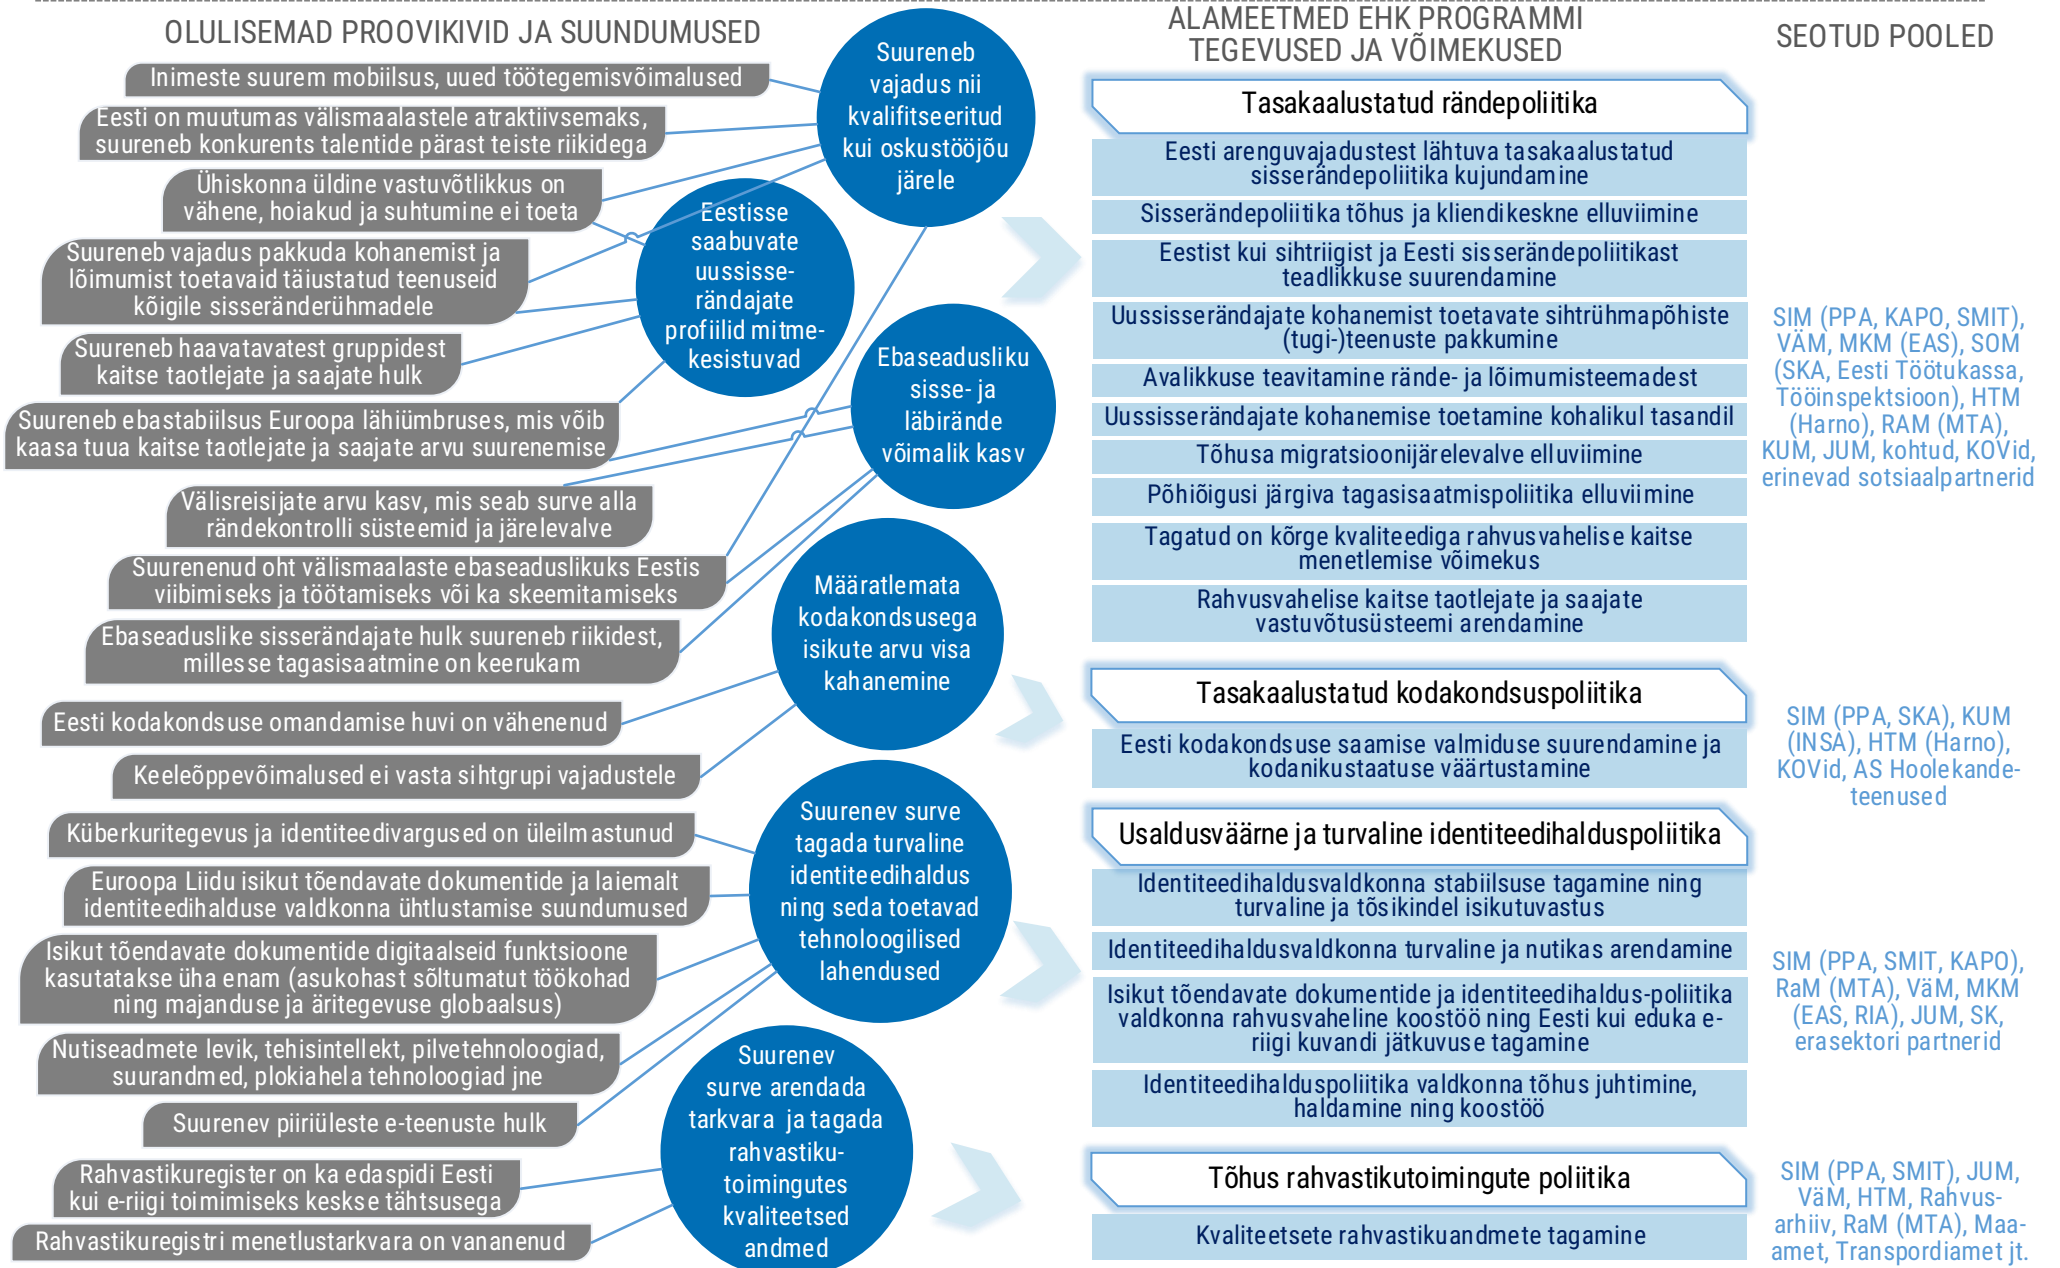 OLULISEMAD PROOVIKIVID JA SUUNDUMUSED
Inimeste suurem mobiilsus, uued töötegemisvõimalused
Eesti on muutumas välismaalastele atraktiivsemaks,
suureneb konkurents talentide pärast teiste riikidega
Ühiskonna üldine vastuvõtlikkus on
vähene, hoiakud ja suhtumine ei toeta
Suureneb vajadus pakkuda kohanemist ja
lõimumist toetavaid täiustatud teenuseid
kõigile sisseränderühmadele
Suureneb haavatavatest gruppidest
kaitse taotlejate ja saajate hulk
Suureneb ebastabiilsus Euroopa lähiümbruses, mis võib
kaasa tuua kaitse taotlejate ja saajate arvu suurenemise
Välisreisijate arvu kasv, mis seab surve alla
rändekontrolli süsteemid ja järelevalve
Suurenenud oht välismaalaste ebaseaduslikuks Eestis
viibimiseks ja töötamiseks või ka skeemitamiseks
Ebaseaduslike sisserändajate hulk suureneb riikidest,
millesse tagasisaatmine on keerukam
Eesti kodakondsuse omandamise huvi on vähenenud
Keeleõppevõimalused ei vasta sihtgrupi vajadustele
Küberkuritegevus ja identiteedivargused on üleilmastunud
Euroopa Liidu isikut tõendavate dokumentide ja laiemalt
identiteedihalduse valdkonna ühtlustamise suundumused
Isikut tõendavate dokumentide digitaalseid funktsioone
kasutatakse üha enam (asukohast sõltumatut töökohad
ning majanduse ja äritegevuse globaalsus)
Nutiseadmete levik, tehisintellekt, pilvetehnoloogiad,
suurandmed, plokiahela tehnoloogiad jne
Suurenev piiriüleste e-teenuste hulk
Rahvastikuregister on ka edaspidi Eesti
kui e-riigi toimimiseks keskse tähtsusega
Rahvastikuregistri menetlustarkvara on vananenud
Suureneb
vajadus nii
kvalifitseeritud
kui oskustööjõu
järele
Eestisse
saabuvate
uussisse-
rändajate
profiilid mitme-
kesistuvad
Ebaseadusliku
sisse- ja
läbirände
võimalik kasv
Määratlemata
kodakondsusega
isikute arvu visa
kahanemine
Suurenev surve
tagada turvaline
identiteedihaldus
ning seda toetavad
tehnoloogilised
lahendused
Suurenev
surve arendada
tarkvara ja tagada
rahvastiku-
toimingutes
kvaliteetsed
andmed
ALAMEETMED EHK PROGRAMMI
TEGEVUSED JA VÕIMEKUSED
Tasakaalustatud rändepoliitika
Eesti arenguvajadustest lähtuva tasakaalustatud
sisserändepoliitika kujundamine
Sisserändepoliitika tõhus ja kliendikeskne elluviimine
Eestist kui sihtriigist ja Eesti sisserändepoliitikast
teadlikkuse suurendamine
Uussisserändajate kohanemist toetavate sihtrühmapõhiste
(tugi-)teenuste pakkumine
Avalikkuse teavitamine rände- ja lõimumisteemadest
Uussisserändajate kohanemise toetamine kohalikul tasandil
Tõhusa migratsioonijärelevalve elluviimine
Põhiõigusi järgiva tagasisaatmispoliitika elluviimine
Tagatud on kõrge kvaliteediga rahvusvahelise kaitse
menetlemise võimekus
Rahvusvahelise kaitse taotlejate ja saajate
vastuvõtusüsteemi arendamine
Tasakaalustatud kodakondsuspoliitika
Eesti kodakondsuse saamise valmiduse suurendamine ja
kodanikustaatuse väärtustamine
Usaldusväärne ja turvaline identiteedihalduspoliitika
Identiteedihaldusvaldkonna stabiilsuse tagamine ning
turvaline ja tõsikindel isikutuvastus
Identiteedihaldusvaldkonna turvaline ja nutikas arendamine
Isikut tõendavate dokumentide ja identiteedihaldus-poliitika
valdkonna rahvusvaheline koostöö ning Eesti kui eduka e-
riigi kuvandi jätkuvuse tagamine
Identiteedihalduspoliitika valdkonna tõhus juhtimine,
haldamine ning koostöö
Tõhus rahvastikutoimingute poliitika
Kvaliteetsete rahvastikuandmete tagamine
SEOTUD POOLED
SIM (PPA, KAPO, SMIT),
VÄM, MKM (EAS), SOM
(SKA, Eesti Töötukassa,
Tööinspektsioon), HTM
(Harno), RAM (MTA),
KUM, JUM, kohtud, KOVid,
erinevad sotsiaalpartnerid
SIM (PPA, SKA), KUM
(INSA), HTM (Harno),
KOVid, AS Hoolekande-
teenused
SIM (PPA, SMIT, KAPO),
RaM (MTA), VäM, MKM
(EAS, RIA), JUM, SK,
erasektori partnerid
SIM (PPA, SMIT), JUM,
VäM, HTM, Rahvus-
arhiiv, RaM (MTA), Maa-
amet, Transpordiamet jt.